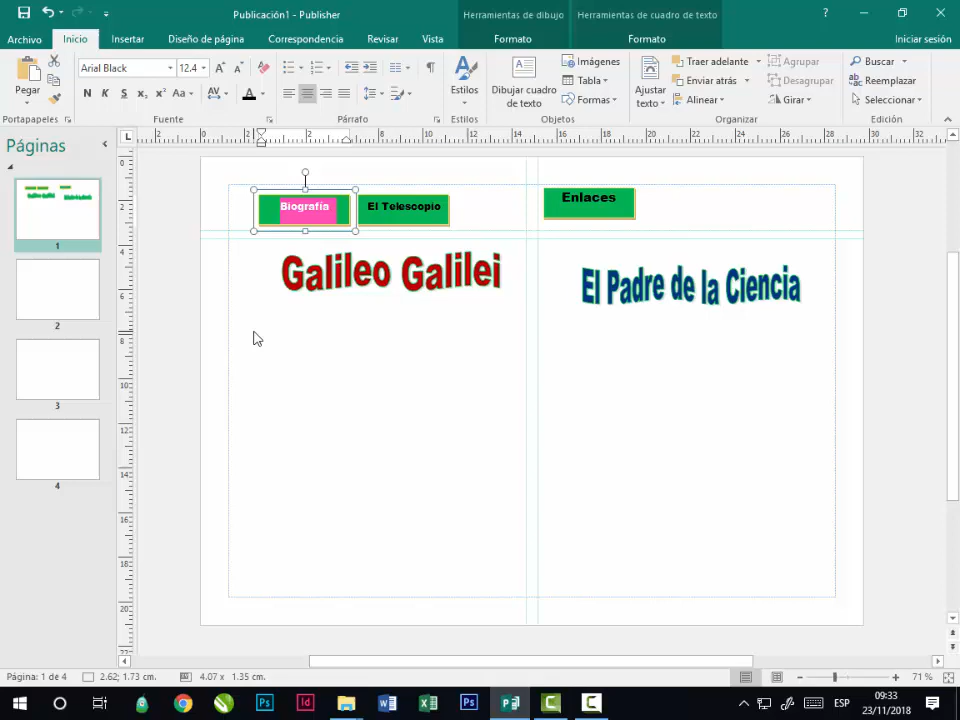 Publicación1 - Publisher
Herramientas de dibujo
Herramientas de cuadro de texto
?
Archivo
Inicio
Insertar
Diseño de página
Correspondencia
Revisar
Vista
Formato
Formato
Iniciar sesión
Pegar
Arial Black
12.4
N K S x₂ x² Aa
AV
A
Estilos
Dibujar cuadro
de texto
Imágenes
Tabla
Formas
Ajustar
texto
Traer adelante
Enviar atrás
Alinear
Agrupar
Desagrupar
Girar
Buscar
Reemplazar
Seleccionar
Portapapeles
Fuente
Párrafo
Estilos
Objetos
Organizar
Edición
Páginas
1
2
3
4
Biografía
El Telescopio
Enlaces
Galileo Galilei
El Padre de la Ciencia
Página: 1 de 4
2.62; 1.73 cm.
4.07 x 1.35 cm.
71 %
ESP
09:33
23/11/2018